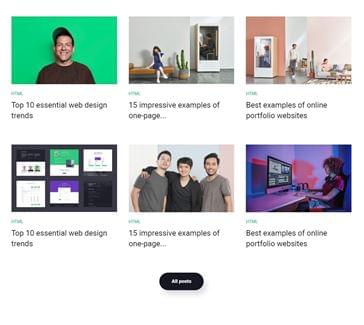 HTML
HTML
HTML
Top 10 essential web design
trends
15 impressive examples of
one-page...
Best examples of online
portfolio websites
HTML
HTML
HTML
Top 10 essential web design
trends
15 impressive examples of
one-page...
Best examples of online
portfolio websites
All posts